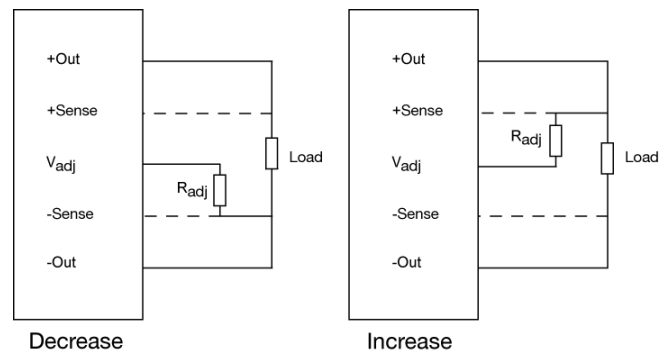 +Out
+Sense
Vadj
Radj
-Sense
-Out
Load
Decrease
+Out
+Sense
Radj
Vadj
-Sense
-Out
Load
Increase